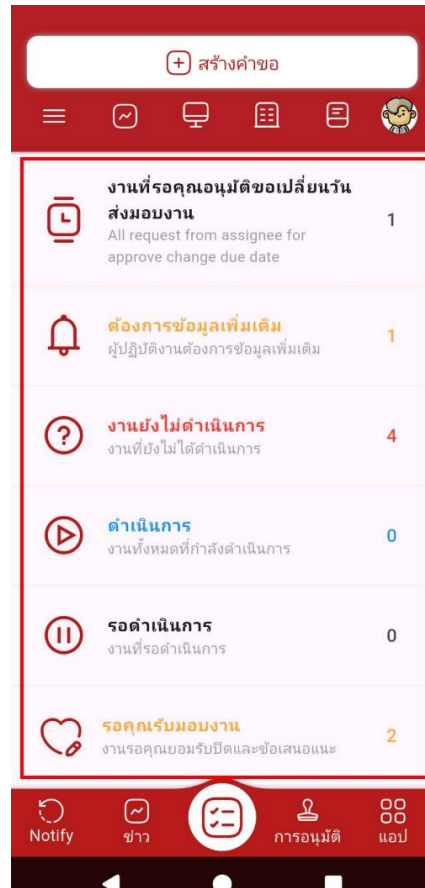 สร้างคำขอ
งานที่รอคุณอนุมัติขอเปลี่ยนวัน
ส่งมอบงาน
1
All request from assignee for
approve change due date
ต้องการข้อมูลเพิ่มเติม
1
ผู้ปฏิบัติงานต้องการข้อมูลเพิ่มเติม
งานยังไม่ดำเนินการ
4
งานที่ยังไม่ได้ดำเนินการ
ดำเนินการ
0
งานทั้งหมดที่กำลังดำเนินการ
รอดำเนินการ
0
งานที่รอดำเนินการ
รอคุณรับมอบงาน
2
งานรอคุณยอมรับปิดและข้อเสนอแนะ
Notify ข่าว การอนุมัติ แอป